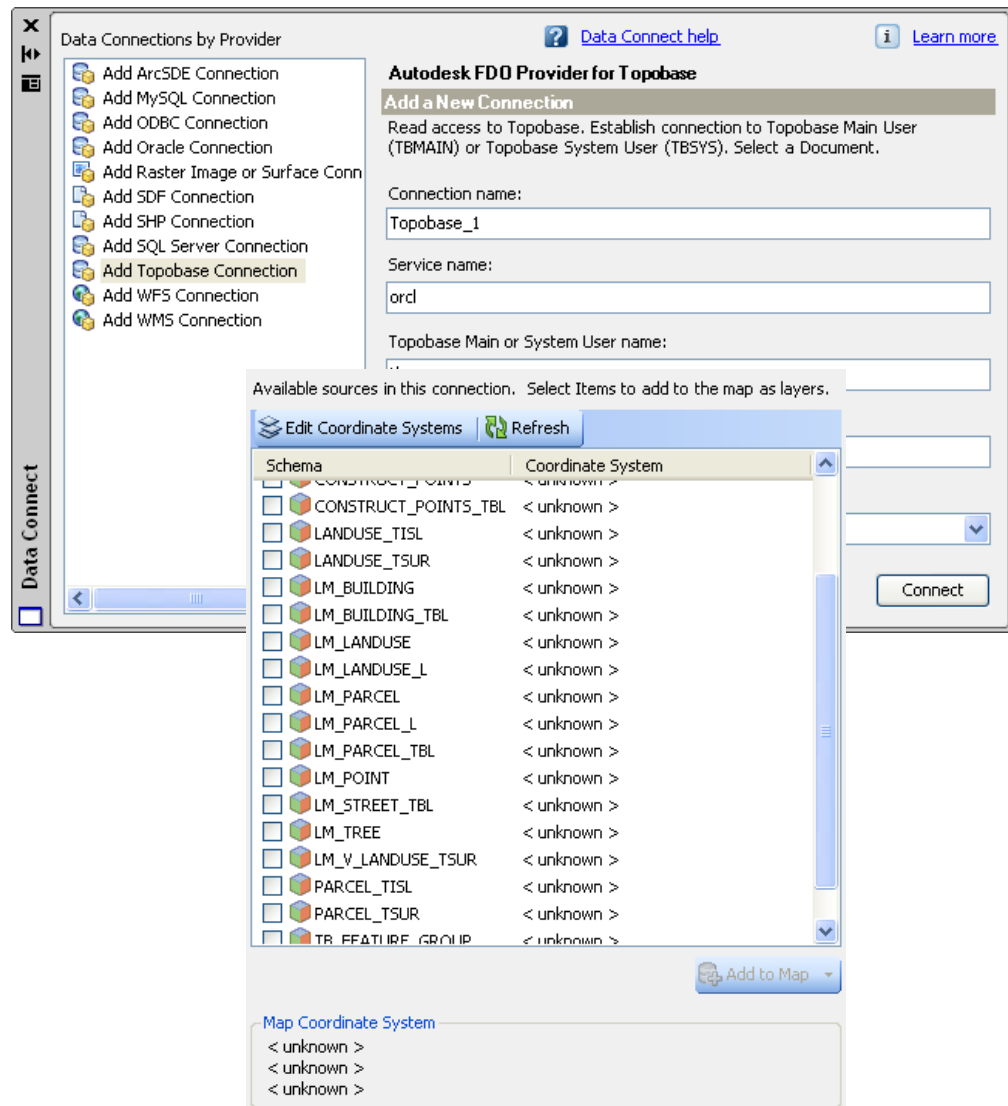 Data Connections by Provider
Data Connect help
Learn more
Add ArcSDE Connection
Add MySQL Connection
Add ODBC Connection
Add Oracle Connection
Add Raster Image or Surface Conn
Add SDF Connection
Add SHP Connection
Add SQL Server Connection
Add Topobase Connection
Add WFS Connection
Add WMS Connection
Data Connect
Autodesk FDO Provider for Topobase
Add a New Connection
Read access to Topobase. Establish connection to Topobase Main User
(TBMAIN) or Topobase System User (TBSYS). Select a Document.
Connection name:
Topobase_1
Service name:
orcl
Topobase Main or System User name:
Connect
Available sources in this connection. Select Items to add to the map as layers.
Edit Coordinate Systems Refresh
Schema Coordinate System
CONSTRUCT_POINTS < unknown >
CONSTRUCT_POINTS_TBL < unknown >
LANDUSE_TISL < unknown >
LANDUSE_TSUR < unknown >
LM_BUILDING < unknown >
LM_BUILDING_TBL < unknown >
LM_LANDUSE < unknown >
LM_LANDUSE_L < unknown >
LM_PARCEL < unknown >
LM_PARCEL_L < unknown >
LM_PARCEL_TBL < unknown >
LM_POINT < unknown >
LM_STREET_TBL < unknown >
LM_TREE < unknown >
LM_V_LANDUSE_TSUR < unknown >
PARCEL_TISL < unknown >
PARCEL_TSUR < unknown >
TB_FEATURE_GROUP < unknown >
Add to Map
Map Coordinate System
< unknown >
< unknown >
< unknown >